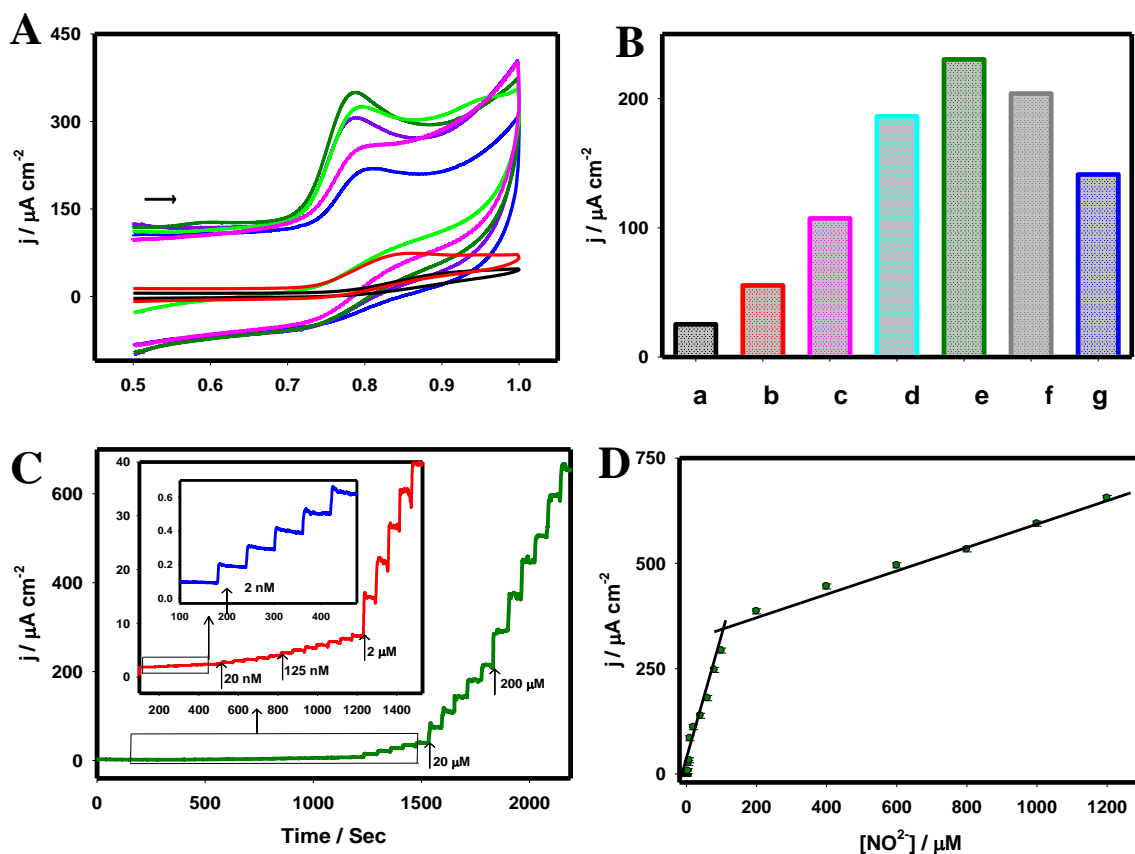 A
450
300
150
0
j / μA cm-2
0.5 0.6 0.7 0.8 0.9 1.0
B
200
100
0
j / μA cm-2
a b c d e f g
C
600
400
200
0
j / μA cm-2
0 500 1000 1500 2000
Time / Sec
40
30
20
10
0
200 400 600 800 1000 1200 1400
0.6
0.4
0.2
0.0
100 200 300 400
2 nM
20 nM
125 nM
2 μM
20 μM
200 μM
D
750
500
250
0
j / μA cm-2
0 200 400 600 800 1000 1200
[NO2-] / μM